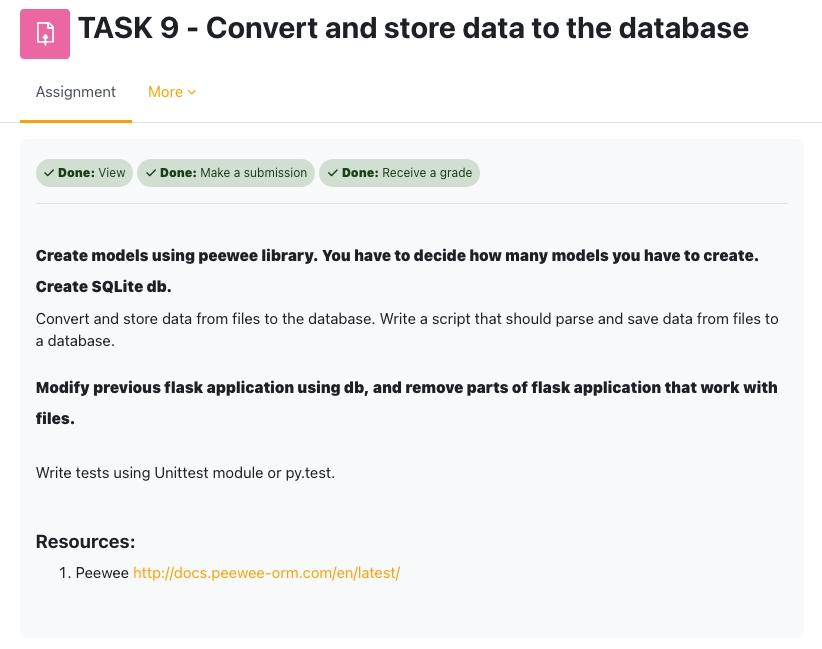 TASK 9 - Convert and store data to the database
Assignment
More
Done: View
Done: Make a submission
Done: Receive a grade
Create models using peewee library. You have to decide how many models you have to create.
Create SQLite db.
Convert and store data from files to the database. Write a script that should parse and save data from files to
a database.
Modify previous flask application using db, and remove parts of flask application that work with
files.
Write tests using Unittest module or py.test.
Resources:
1. Peewee http://docs.peewee-orm.com/en/latest/